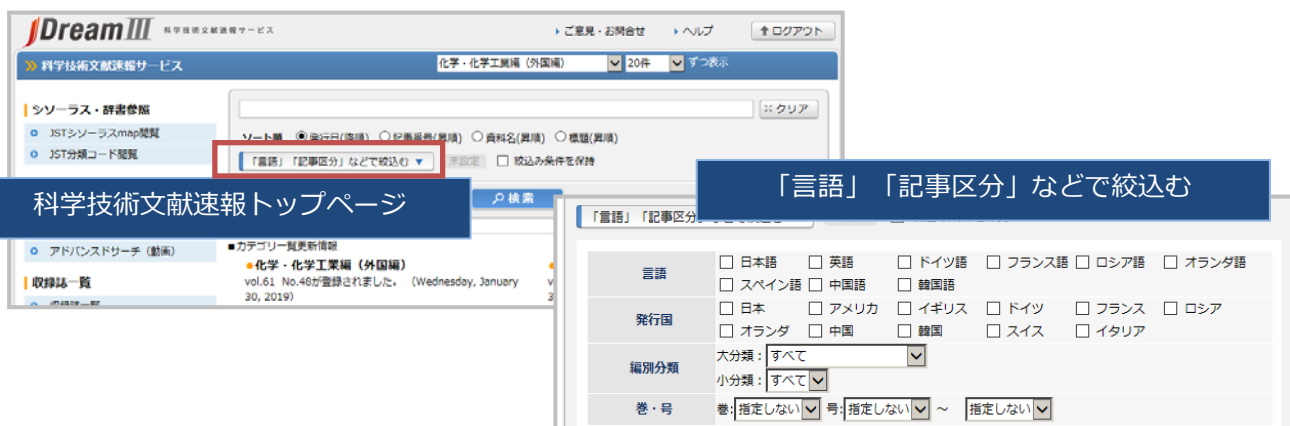 JDreamⅢ 科学技術文献速報サービス
ご意見・お問合せ ヘルプ ログアウト
科学技術文献速報サービス 化学・化学工業編（外国編） 20件 ずつ表示
シソーラス・辞書参照
JSTシソーラスmap閲覧
JST分類コード閲覧
クリア
ソート順 発行日(降順) 記事番号(昇順) 資料名(昇順) 標題(昇順)
「言語」「記事区分」などで絞込む ▼ 未設定 絞込み条件を保持
科学技術文献速報トップページ
検索
アドバンスドサーチ（動画）
収録誌一覧
■カテゴリ一覧更新情報
●化学・化学工業編（外国編）
vol.61 No.48が登録されました。 (Wednesday, January
30, 2019)
「言語」「記事区分」などで絞込む
「言語」「記事区分
言語
日本語 英語 ドイツ語 フランス語 ロシア語 オランダ語
スペイン語 中国語 韓国語
発行国
日本 アメリカ イギリス ドイツ フランス ロシア
オランダ 中国 韓国 スイス イタリア
編別分類
大分類： すべて
小分類： すべて
巻・号
巻: 指定しない 号: 指定しない ～ 指定しない